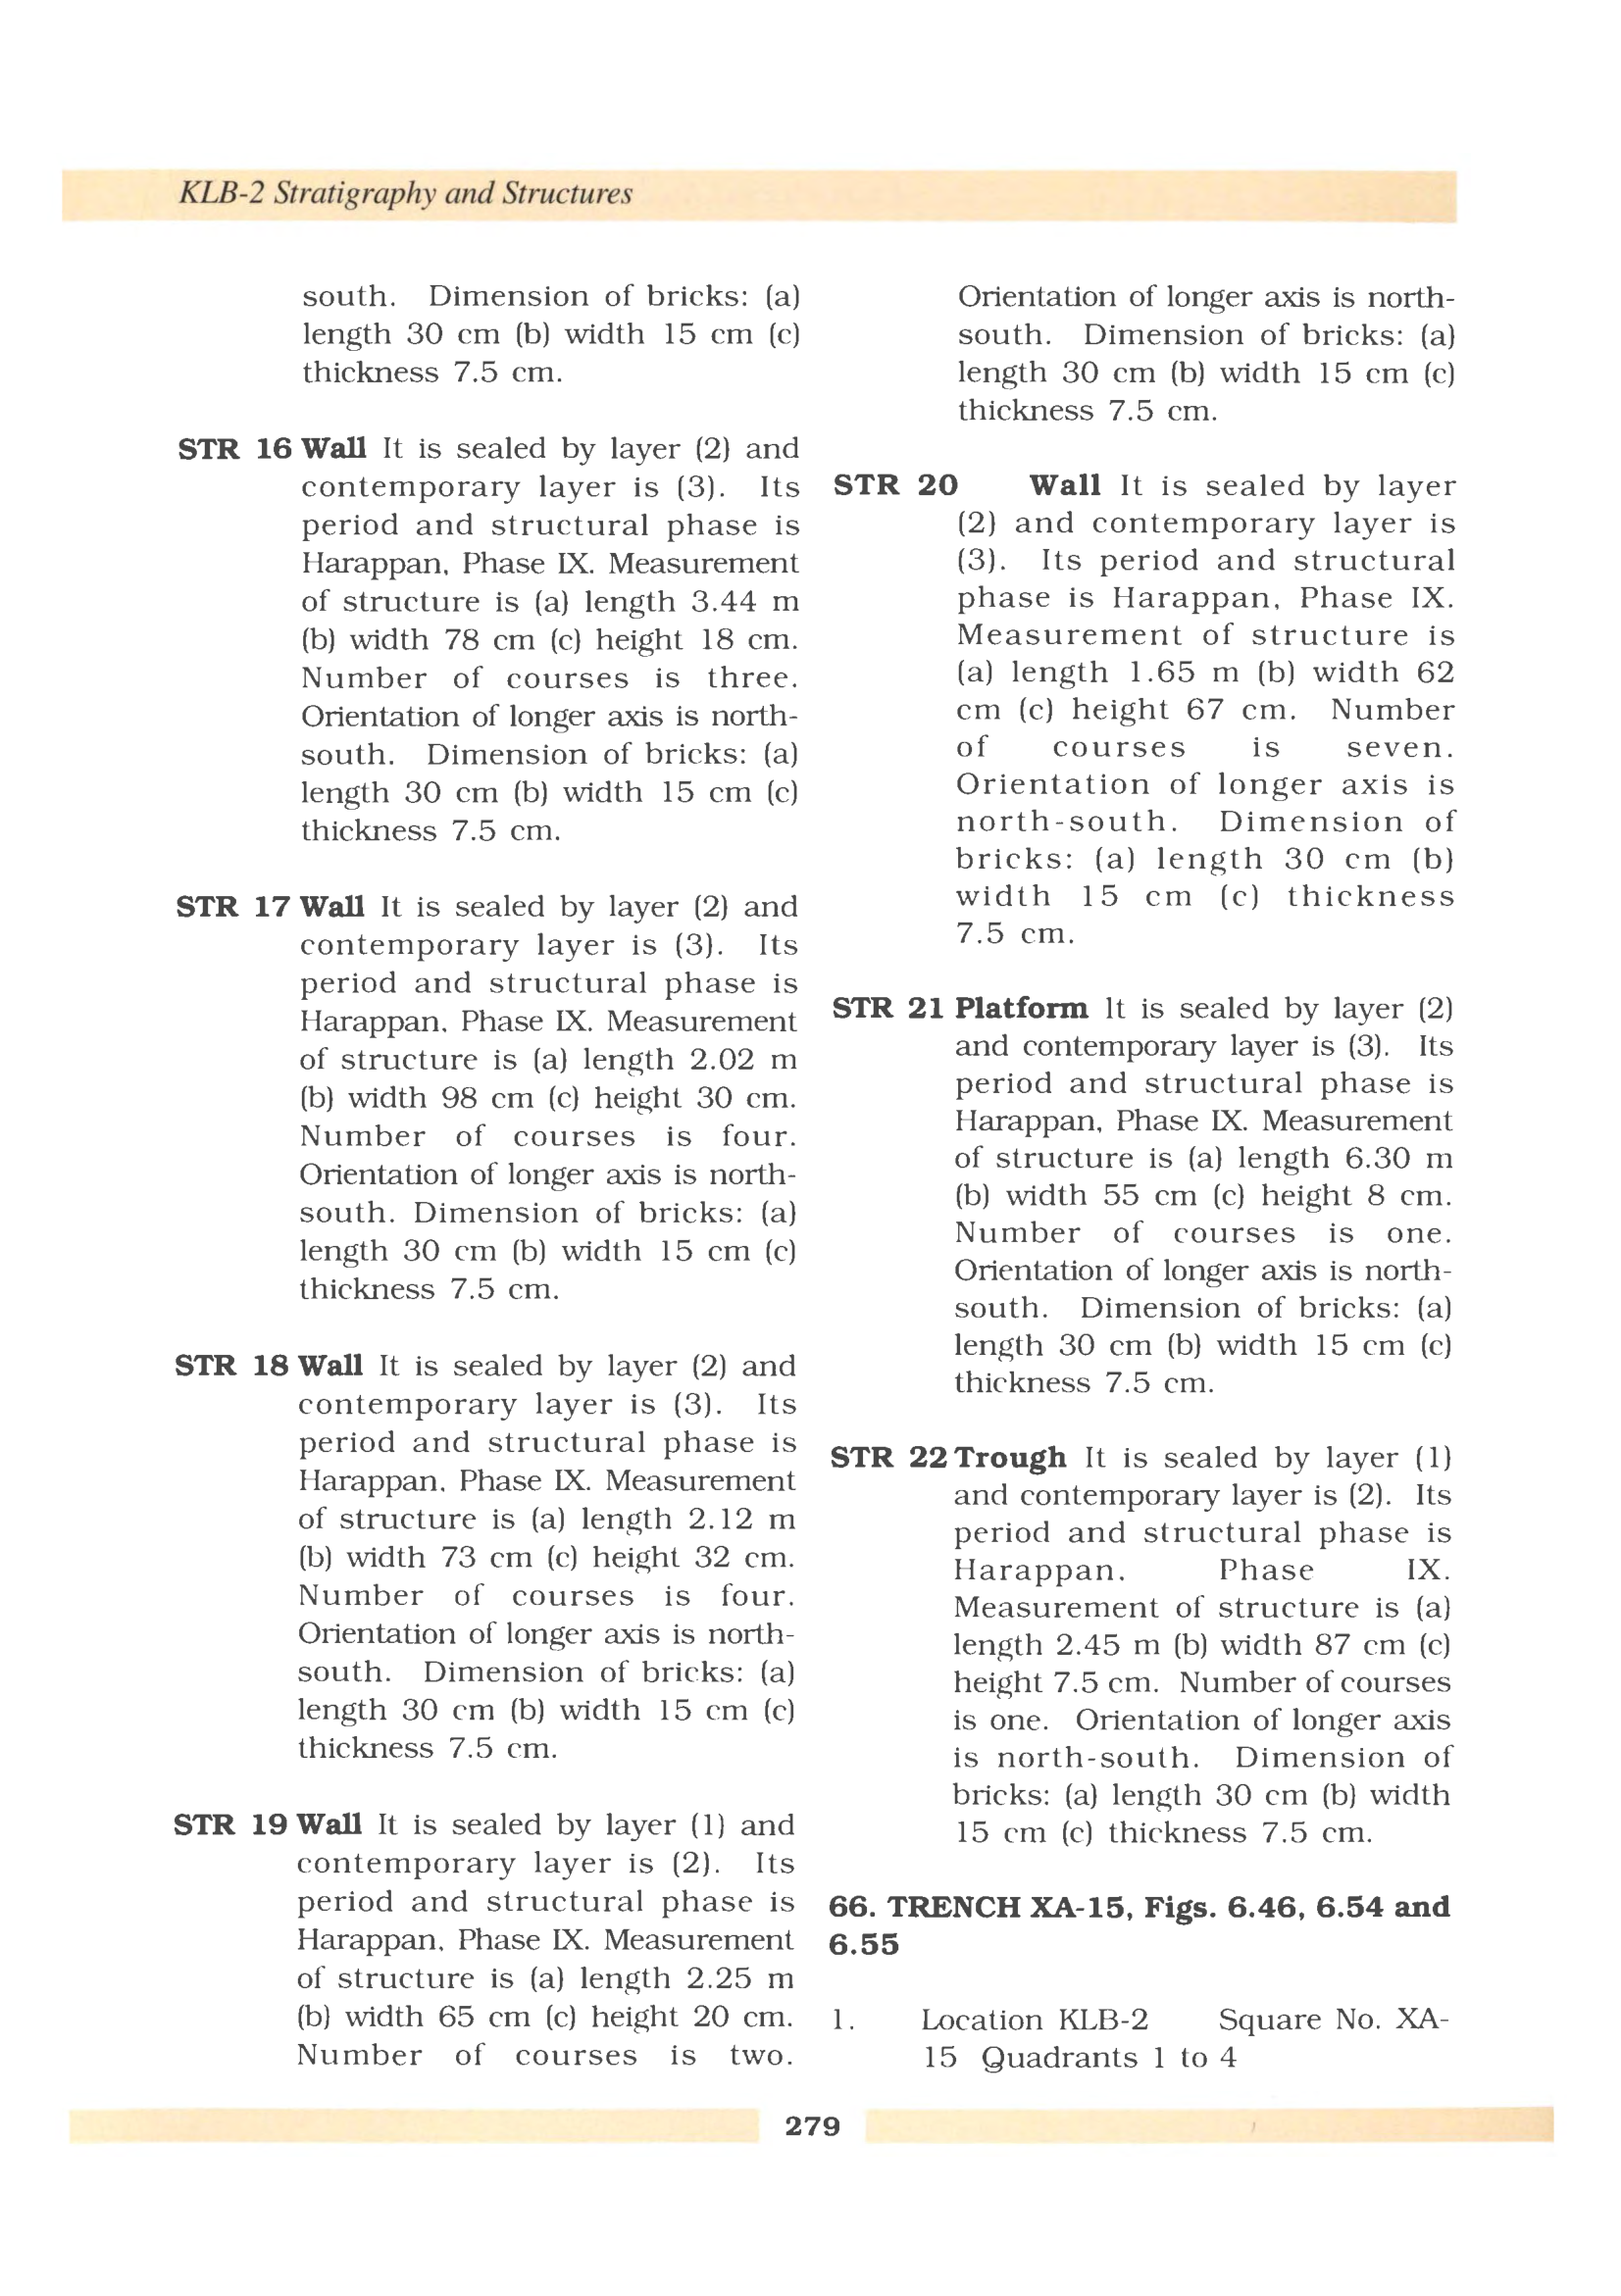 KLB-2 Stratigraphy and Structures
south. Dimension of bricks: (a)
length 30 cm (b) width 15 cm (c)
thickness 7.5 cm.
STR 16 Wall It is sealed by layer (2) and
contemporary layer is (3). Its
period and structural phase is
Harappan, Phase IX. Measurement
of structure is (a) length 3.44 m
(b) width 78 cm (c) height 18 cm.
Number of courses is three.
Orientation of longer axis is north-
south. Dimension of bricks: (a)
length 30 cm (b) width 15 cm (c)
thickness 7.5 cm.
STR 17 Wall It is sealed by layer (2) and
contemporary layer is (3). Its
period and structural phase is
Harappan, Phase IX. Measurement
of structure is (a) length 2.02 m
(b) width 98 cm (c) height 30 cm.
Number of courses is four.
Orientation of longer axis is north-
south. Dimension of bricks: (a)
length 30 cm (b) width 15 cm (c)
thickness 7.5 cm.
STR 18 Wall It is sealed by layer (2) and
contemporary layer is (3). Its
period and structural phase is
Harappan, Phase IX. Measurement
of structure is (a) length 2.12 m
(b) width 73 cm (c) height 32 cm.
Number of courses is four.
Orientation of longer axis is north-
south. Dimension of bricks: (a)
length 30 cm (b) width 15 cm (c)
thickness 7.5 cm.
STR 19 Wall It is sealed by layer (1) and
contemporary layer is (2). Its
period and structural phase is
Harappan, Phase IX. Measurement
of structure is (a) length 2.25 m
(b) width 65 cm (c) height 20 cm.
Number of courses is two.
Orientation of longer axis is north-
south. Dimension of bricks: (a)
length 30 cm (b) width 15 cm (c)
thickness 7.5 cm.
STR 20 Wall It is sealed by layer
(2) and contemporary layer is
(3). Its period and structural
phase is Harappan, Phase IX.
Measurement of structure is
(a) length 1.65 m (b) width 62
cm (c) height 67 cm. Number
of courses is seven.
Orientation of longer axis is
north-south. Dimension of
bricks: (a) length 30 cm (b)
width 15 cm (c) thickness
7.5 cm.
STR 21 Platform It is sealed by layer (2)
and contemporary layer is (3). Its
period and structural phase is
Harappan, Phase IX. Measurement
of structure is (a) length 6.30 m
(b) width 55 cm (c) height 8 cm.
Number of courses is one.
Orientation of longer axis is north-
south. Dimension of bricks: (a)
length 30 cm (b) width 15 cm (c)
thickness 7.5 cm.
STR 22 Trough It is sealed by layer (1)
and contemporary layer is (2). Its
period and structural phase is
Harappan, Phase IX.
Measurement of structure is (a)
length 2.45 m (b) width 87 cm (c)
height 7.5 cm. Number of courses
is one. Orientation of longer axis
is north-south. Dimension of
bricks: (a) length 30 cm (b) width
15 cm (c) thickness 7.5 cm.
66. TRENCH XA-15, Figs. 6.46, 6.54 and
6.55
1. Location KLB-2 Square No. XA-
15 Quadrants 1 to 4
279